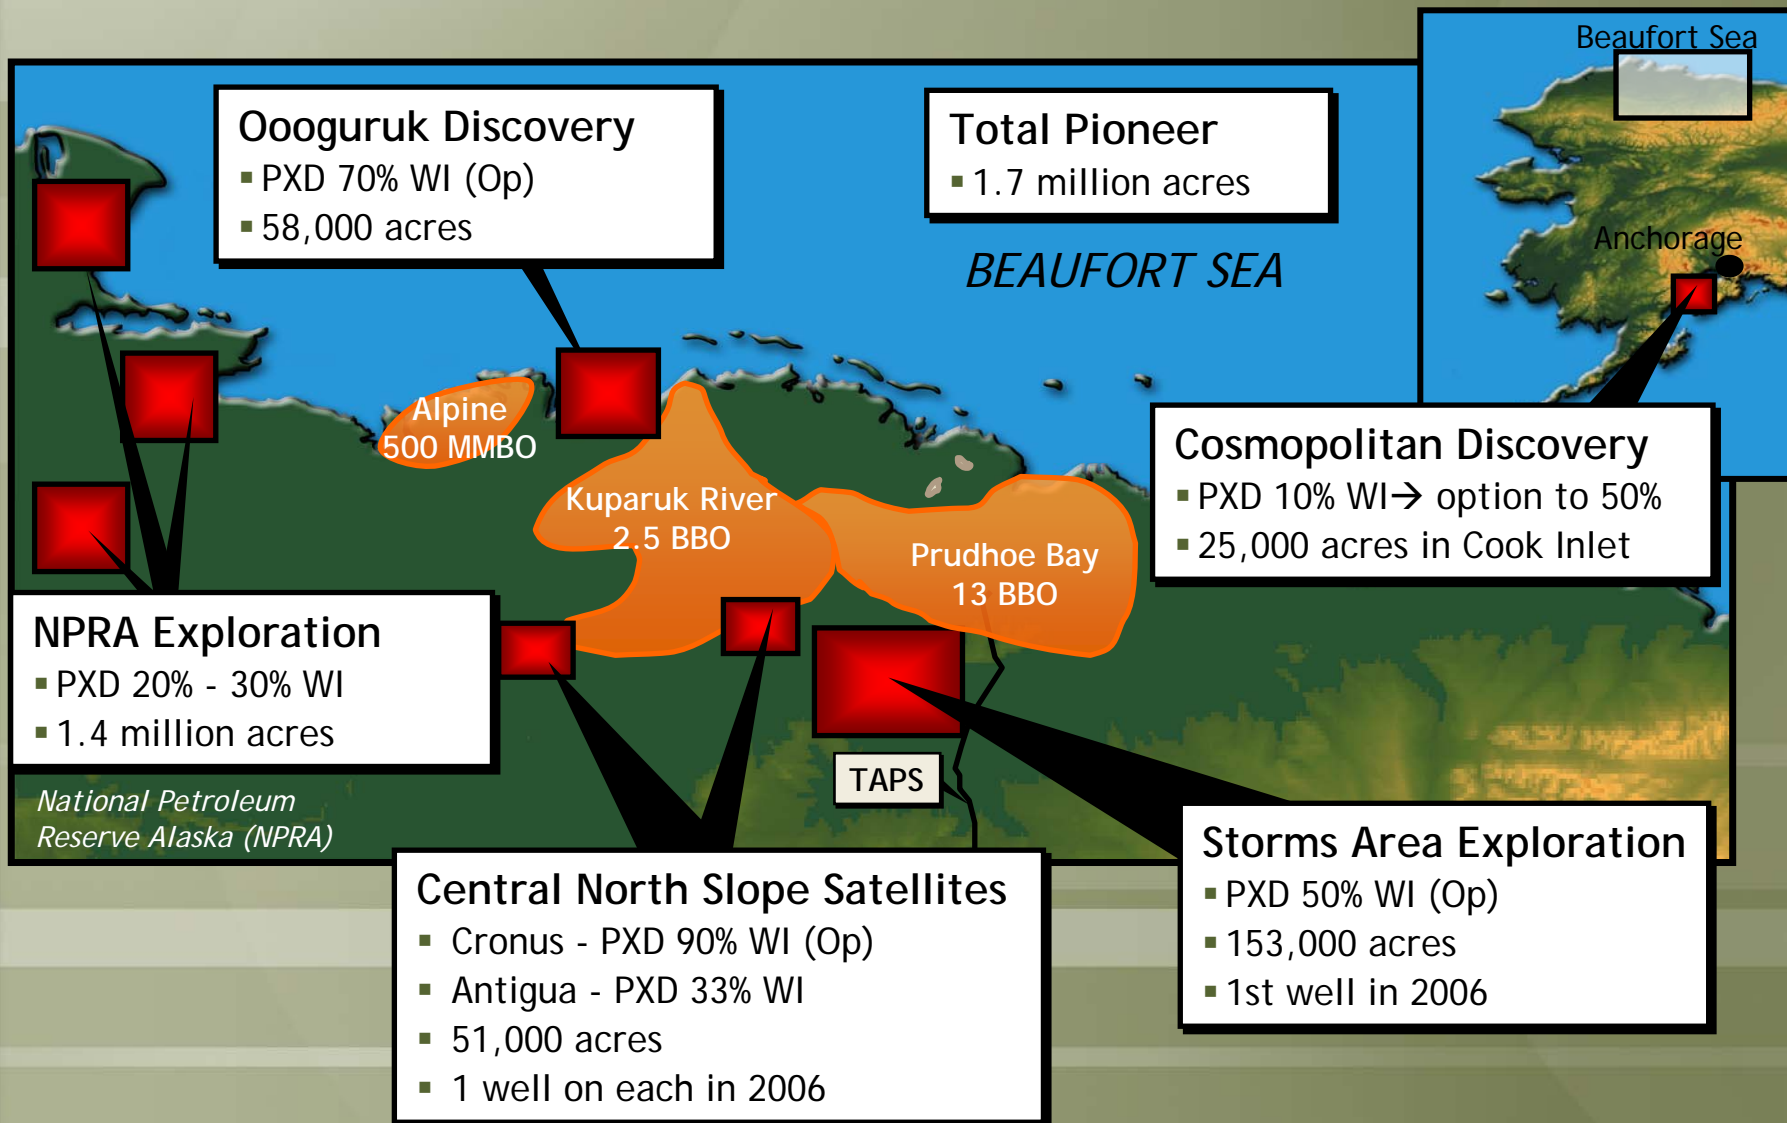 Beaufort Sea
Oooguruk Discovery
▪ PXD 70% WI (Op)
▪ 58,000 acres
Total Pioneer
▪ 1.7 million acres
BEAUFORT SEA
Anchorage
Alpine
500 MMBO
Kuparuk River
2.5 BBO
Prudhoe Bay
13 BBO
Cosmopolitan Discovery
▪ PXD 10% WI→ option to 50%
▪ 25,000 acres in Cook Inlet
NPRA Exploration
▪ PXD 20% - 30% WI
▪ 1.4 million acres
National Petroleum
Reserve Alaska (NPRA)
TAPS
Central North Slope Satellites
▪ Cronus - PXD 90% WI (Op)
▪ Antigua - PXD 33% WI
▪ 51,000 acres
▪ 1 well on each in 2006
Storms Area Exploration
▪ PXD 50% WI (Op)
▪ 153,000 acres
▪ 1st well in 2006